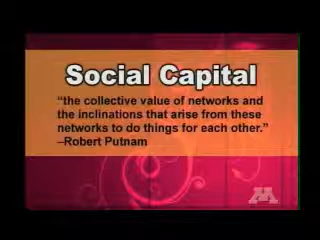 Social Capital
“the collective value of networks and
the inclinations that arise from these
networks to do things for each other.”
–Robert Putnam
M